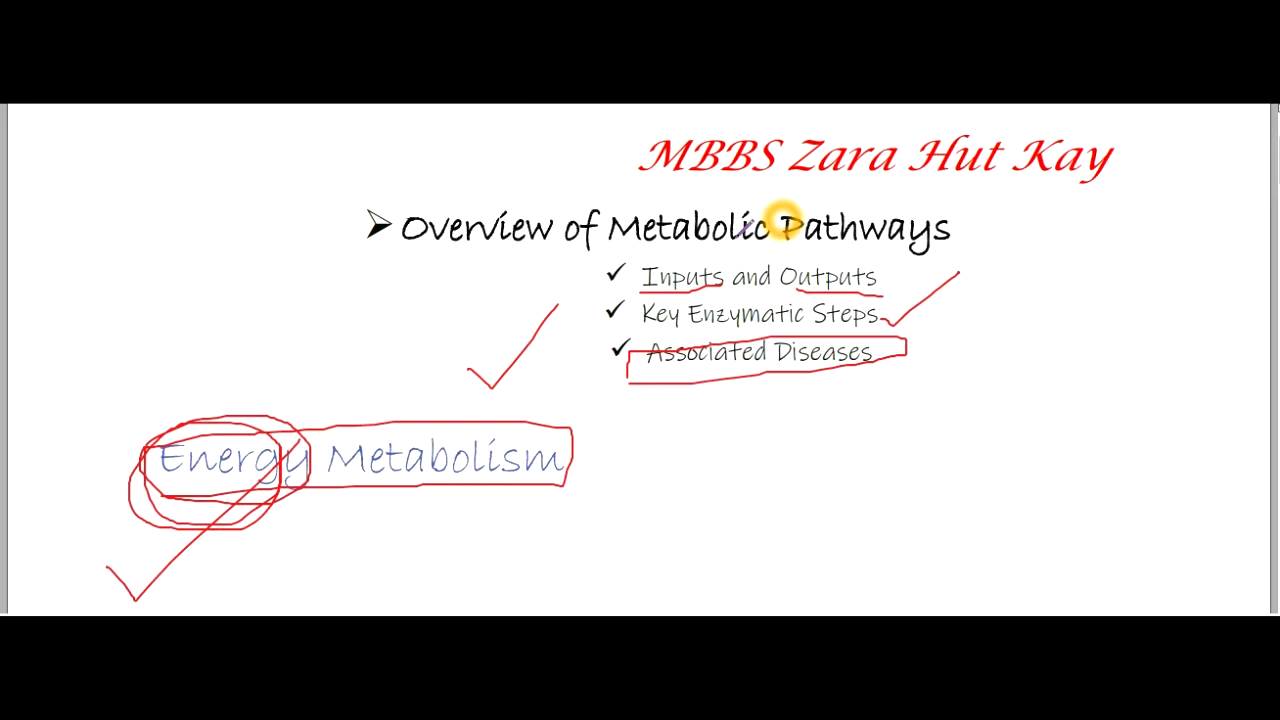 MBBS Zara Hut Kay
➢ Overview of Metabolic Pathways
✓ Inputs and Outputs
✓ Key Enzymatic Steps
✓ Associated Diseases
Energy Metabolism